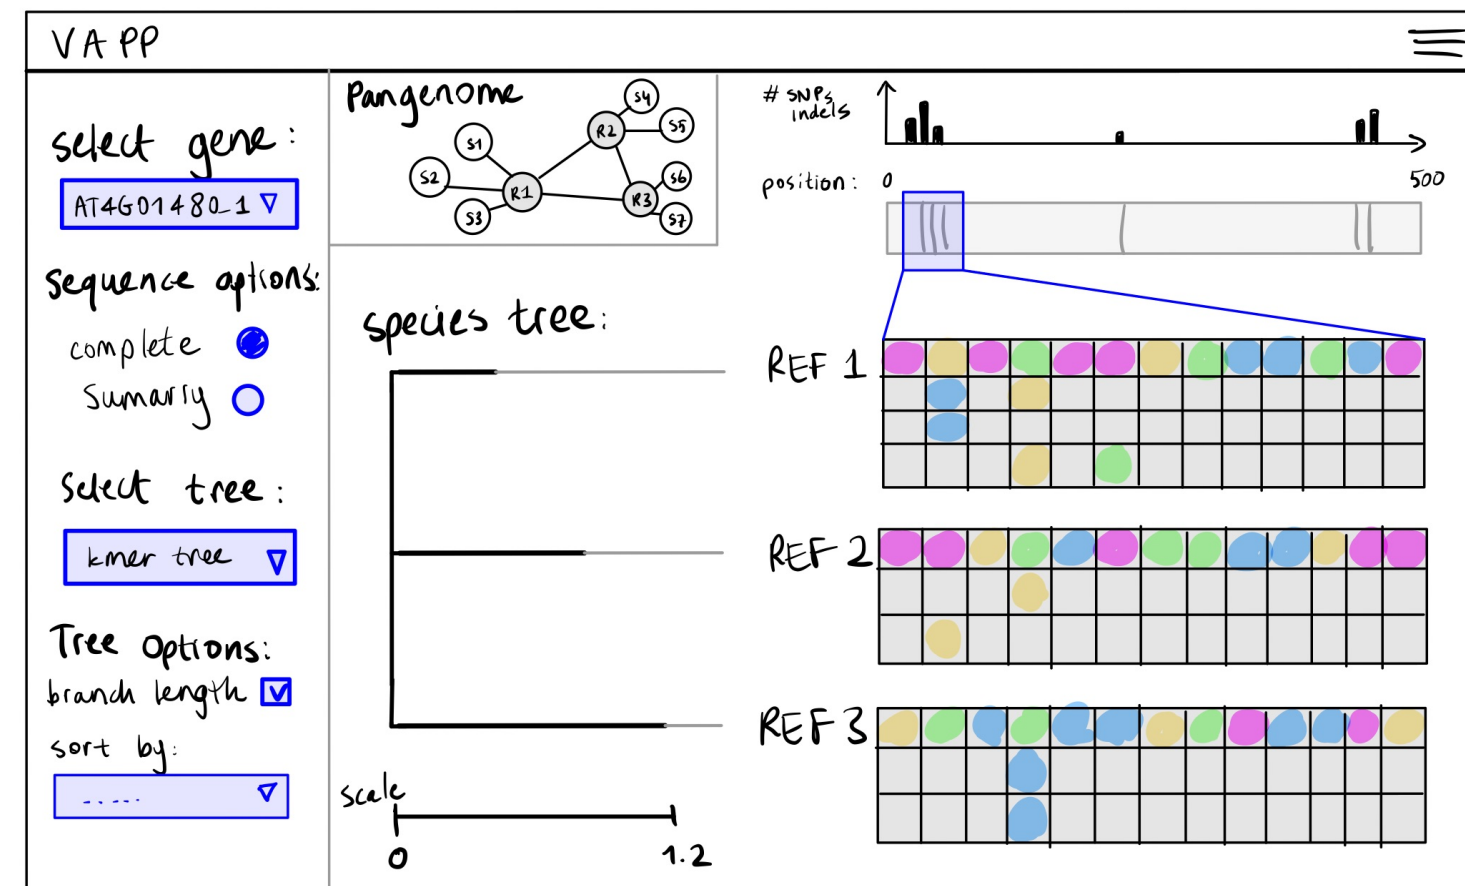 VAPP
select gene:
AT4G01480_1
sequence options:
complete
Sumarry
Select tree:
kmer tree
Tree Options:
branch length
sort by:
.....
Pangenome
S1
S2
S3
R1
R2
S4
S5
R3
S6
S7
species tree:
scale
0
1.2
# SNPs
indels
position: 0 500
REF 1
REF 2
REF 3